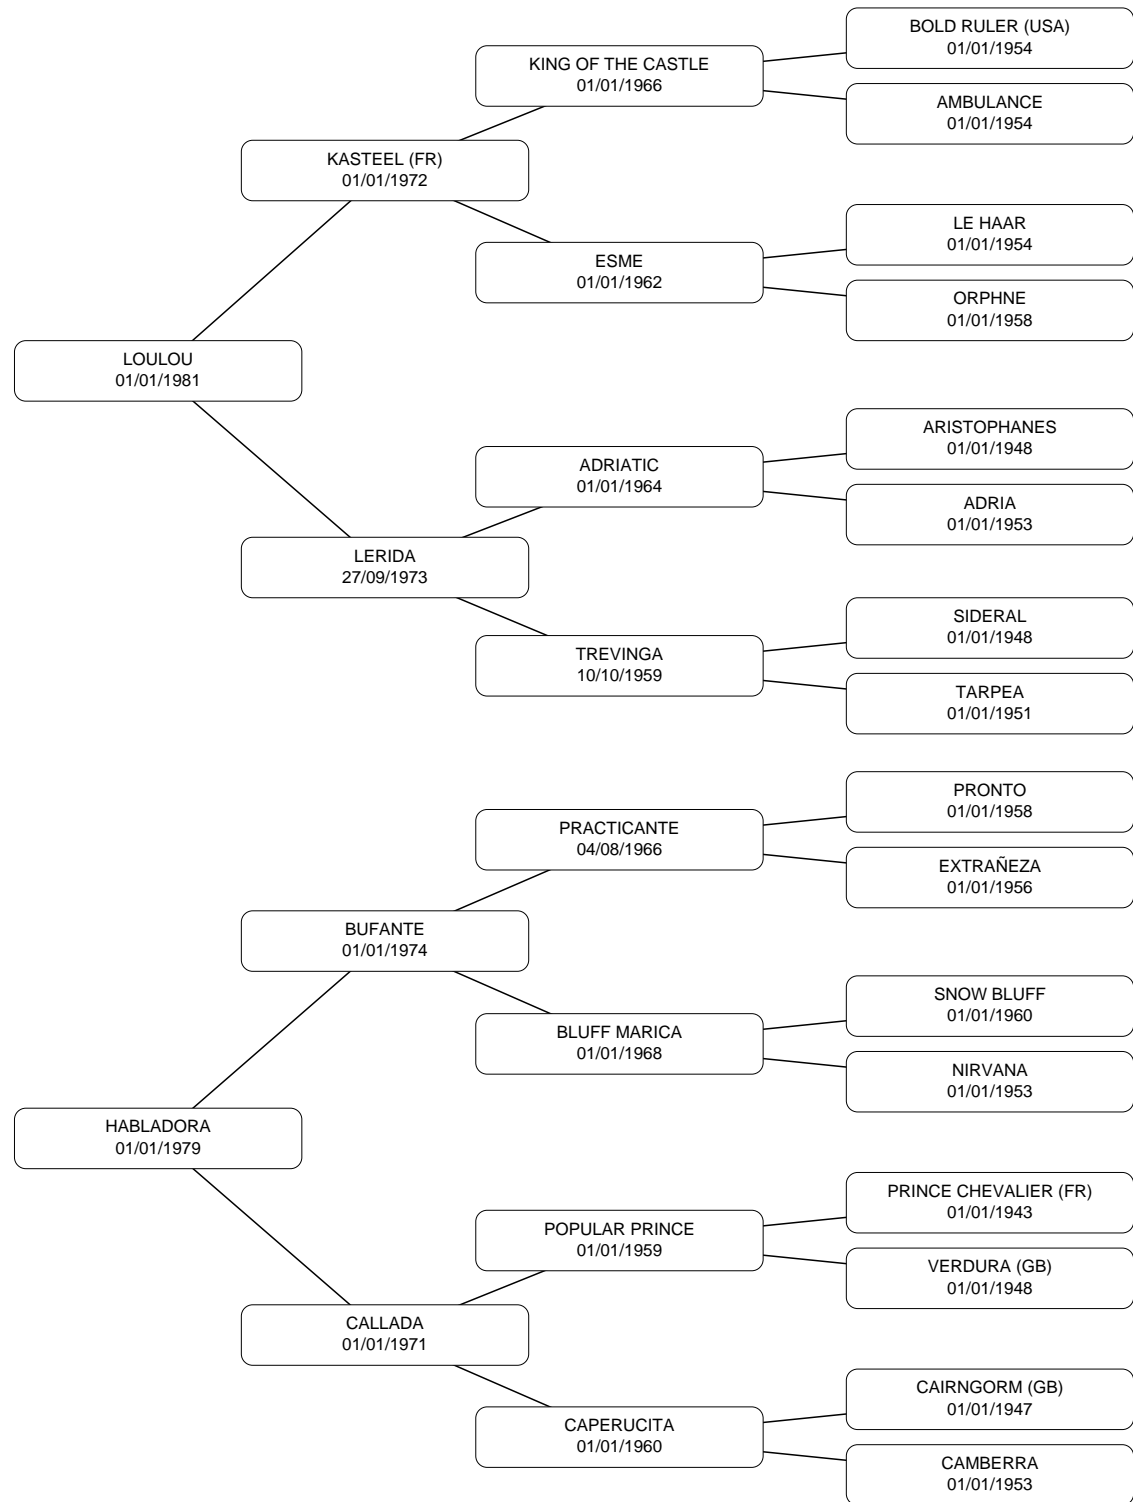 BOLD RULER (USA)
01/01/1954
KING OF THE CASTLE
01/01/1966
AMBULANCE
01/01/1954
KASTEEL (FR)
01/01/1972
LE HAAR
01/01/1954
ESME
01/01/1962
ORPHNE
01/01/1958
LOULOU
01/01/1981
ARISTOPHANES
01/01/1948
ADRIATIC
01/01/1964
ADRIA
01/01/1953
LERIDA
27/09/1973
SIDERAL
01/01/1948
TREVINGA
10/10/1959
TARPEA
01/01/1951
PRONTO
01/01/1958
PRACTICANTE
04/08/1966
EXTRAÑEZA
01/01/1956
BUFANTE
01/01/1974
SNOW BLUFF
01/01/1960
BLUFF MARICA
01/01/1968
NIRVANA
01/01/1953
HABLADORA
01/01/1979
PRINCE CHEVALIER (FR)
01/01/1943
POPULAR PRINCE
01/01/1959
VERDURA (GB)
01/01/1948
CALLADA
01/01/1971
CAIRNGORM (GB)
01/01/1947
CAPERUCITA
01/01/1960
CAMBERRA
01/01/1953